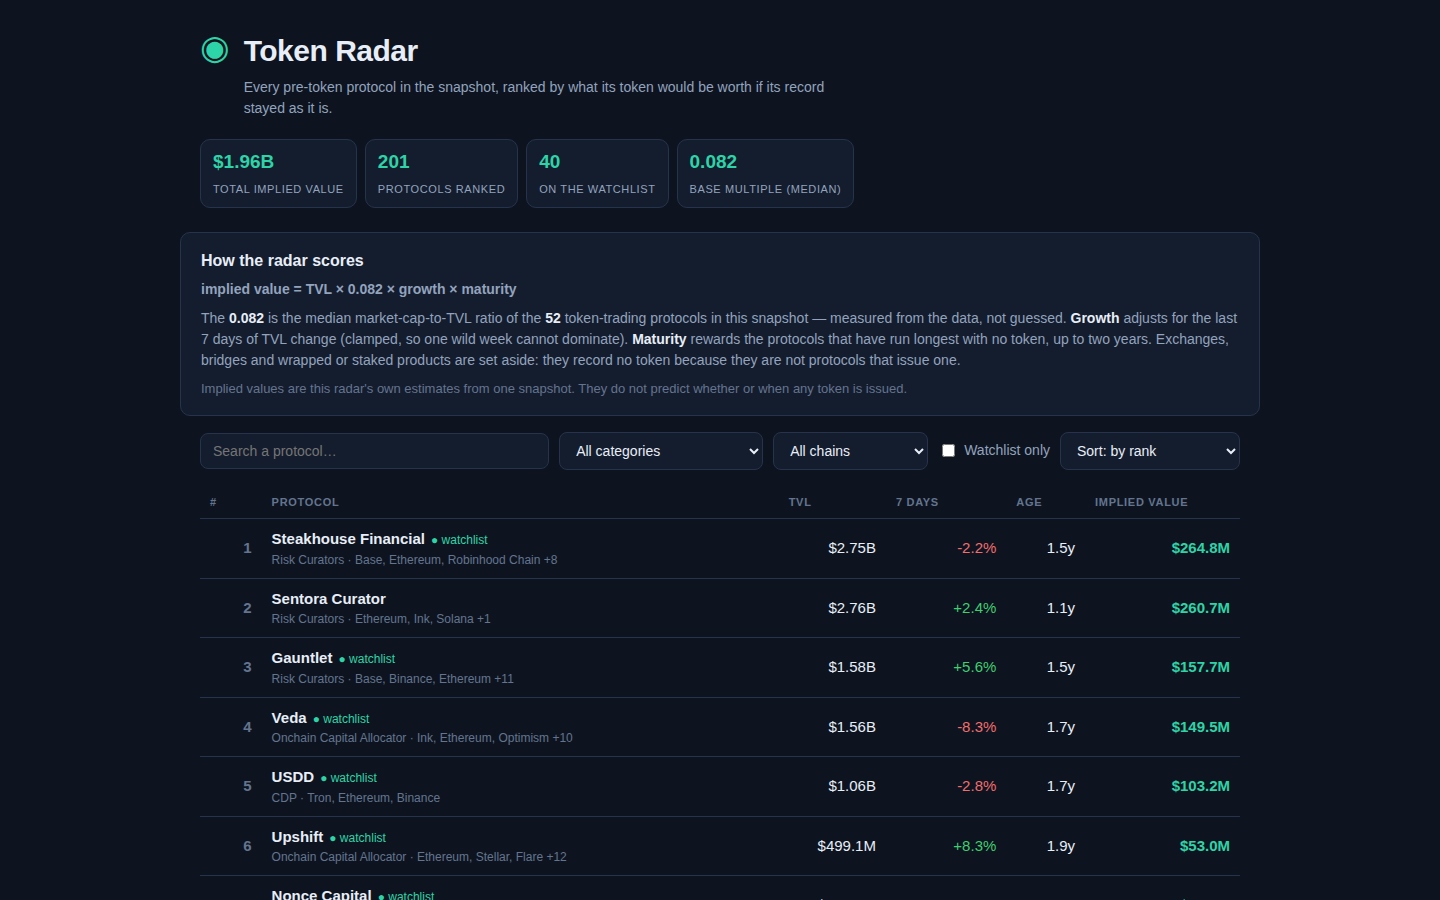 Token Radar
Every pre-token protocol in the snapshot, ranked by what its token would be worth if its record
stayed as it is.
$1.96B
TOTAL IMPLIED VALUE
201
PROTOCOLS RANKED
40
ON THE WATCHLIST
0.082
BASE MULTIPLE (MEDIAN)
How the radar scores
implied value = TVL × 0.082 × growth × maturity
The 0.082 is the median market-cap-to-TVL ratio of the 52 token-trading protocols in this snapshot — measured from the data, not guessed. Growth adjusts for the last
7 days of TVL change (clamped, so one wild week cannot dominate). Maturity rewards the protocols that have run longest with no token, up to two years. Exchanges,
bridges and wrapped or staked products are set aside: they record no token because they are not protocols that issue one.
Implied values are this radar's own estimates from one snapshot. They do not predict whether or when any token is issued.
Search a protocol… All categories All chains Watchlist only Sort: by rank
# PROTOCOL TVL 7 DAYS AGE IMPLIED VALUE
1 Steakhouse Financial ● watchlist $2.75B -2.2% 1.5y $264.8M
Risk Curators · Base, Ethereum, Robinhood Chain +8
2 Sentora Curator $2.76B +2.4% 1.1y $260.7M
Risk Curators · Ethereum, Ink, Solana +1
3 Gauntlet ● watchlist $1.58B +5.6% 1.5y $157.7M
Risk Curators · Base, Binance, Ethereum +11
4 Veda ● watchlist $1.56B -8.3% 1.7y $149.5M
Onchain Capital Allocator · Ink, Ethereum, Optimism +10
5 USDD ● watchlist $1.06B -2.8% 1.7y $103.2M
CDP · Tron, Ethereum, Binance
6 Upshift ● watchlist $499.1M +8.3% 1.9y $53.0M
Onchain Capital Allocator · Ethereum, Stellar, Flare +12
Nonce Capital ● watchlist